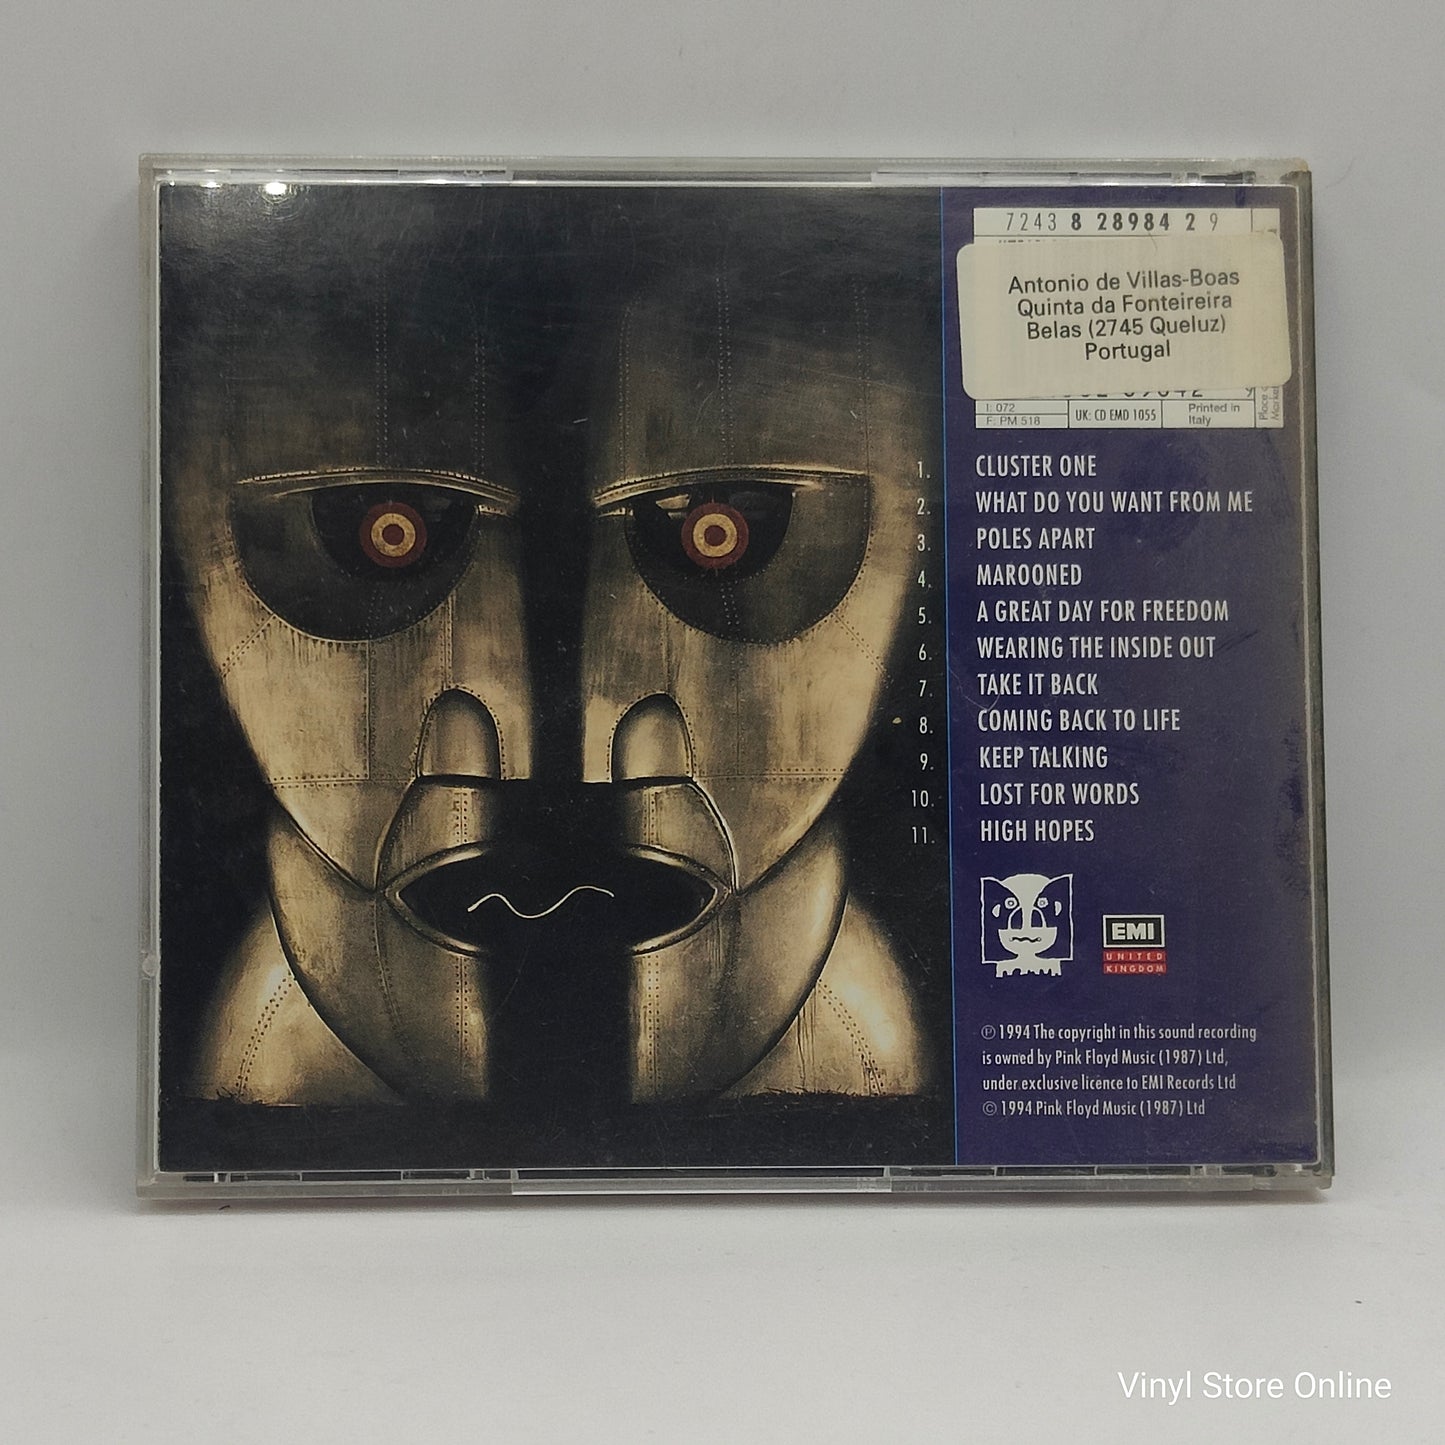 7243 8 28984 2 9
Antonio de Villas-Boas
Quinta da Fonteireira
Belas (2745 Queluz)
Portugal
I: 072
F: PM 518
UK: CD EMD 1055
Printed in
Italy
Place of
1. CLUSTER ONE
2. WHAT DO YOU WANT FROM ME
3. POLES APART
4. MAROONED
5. A GREAT DAY FOR FREEDOM
6. WEARING THE INSIDE OUT
7. TAKE IT BACK
8. COMING BACK TO LIFE
9. KEEP TALKING
10. LOST FOR WORDS
11. HIGH HOPES
EMI
UNITED
KINGDOM
℗ 1994 The copyright in this sound recording
is owned by Pink Floyd Music (1987) Ltd,
under exclusive licence to EMI Records Ltd
© 1994 Pink Floyd Music (1987) Ltd
Vinyl Store Online